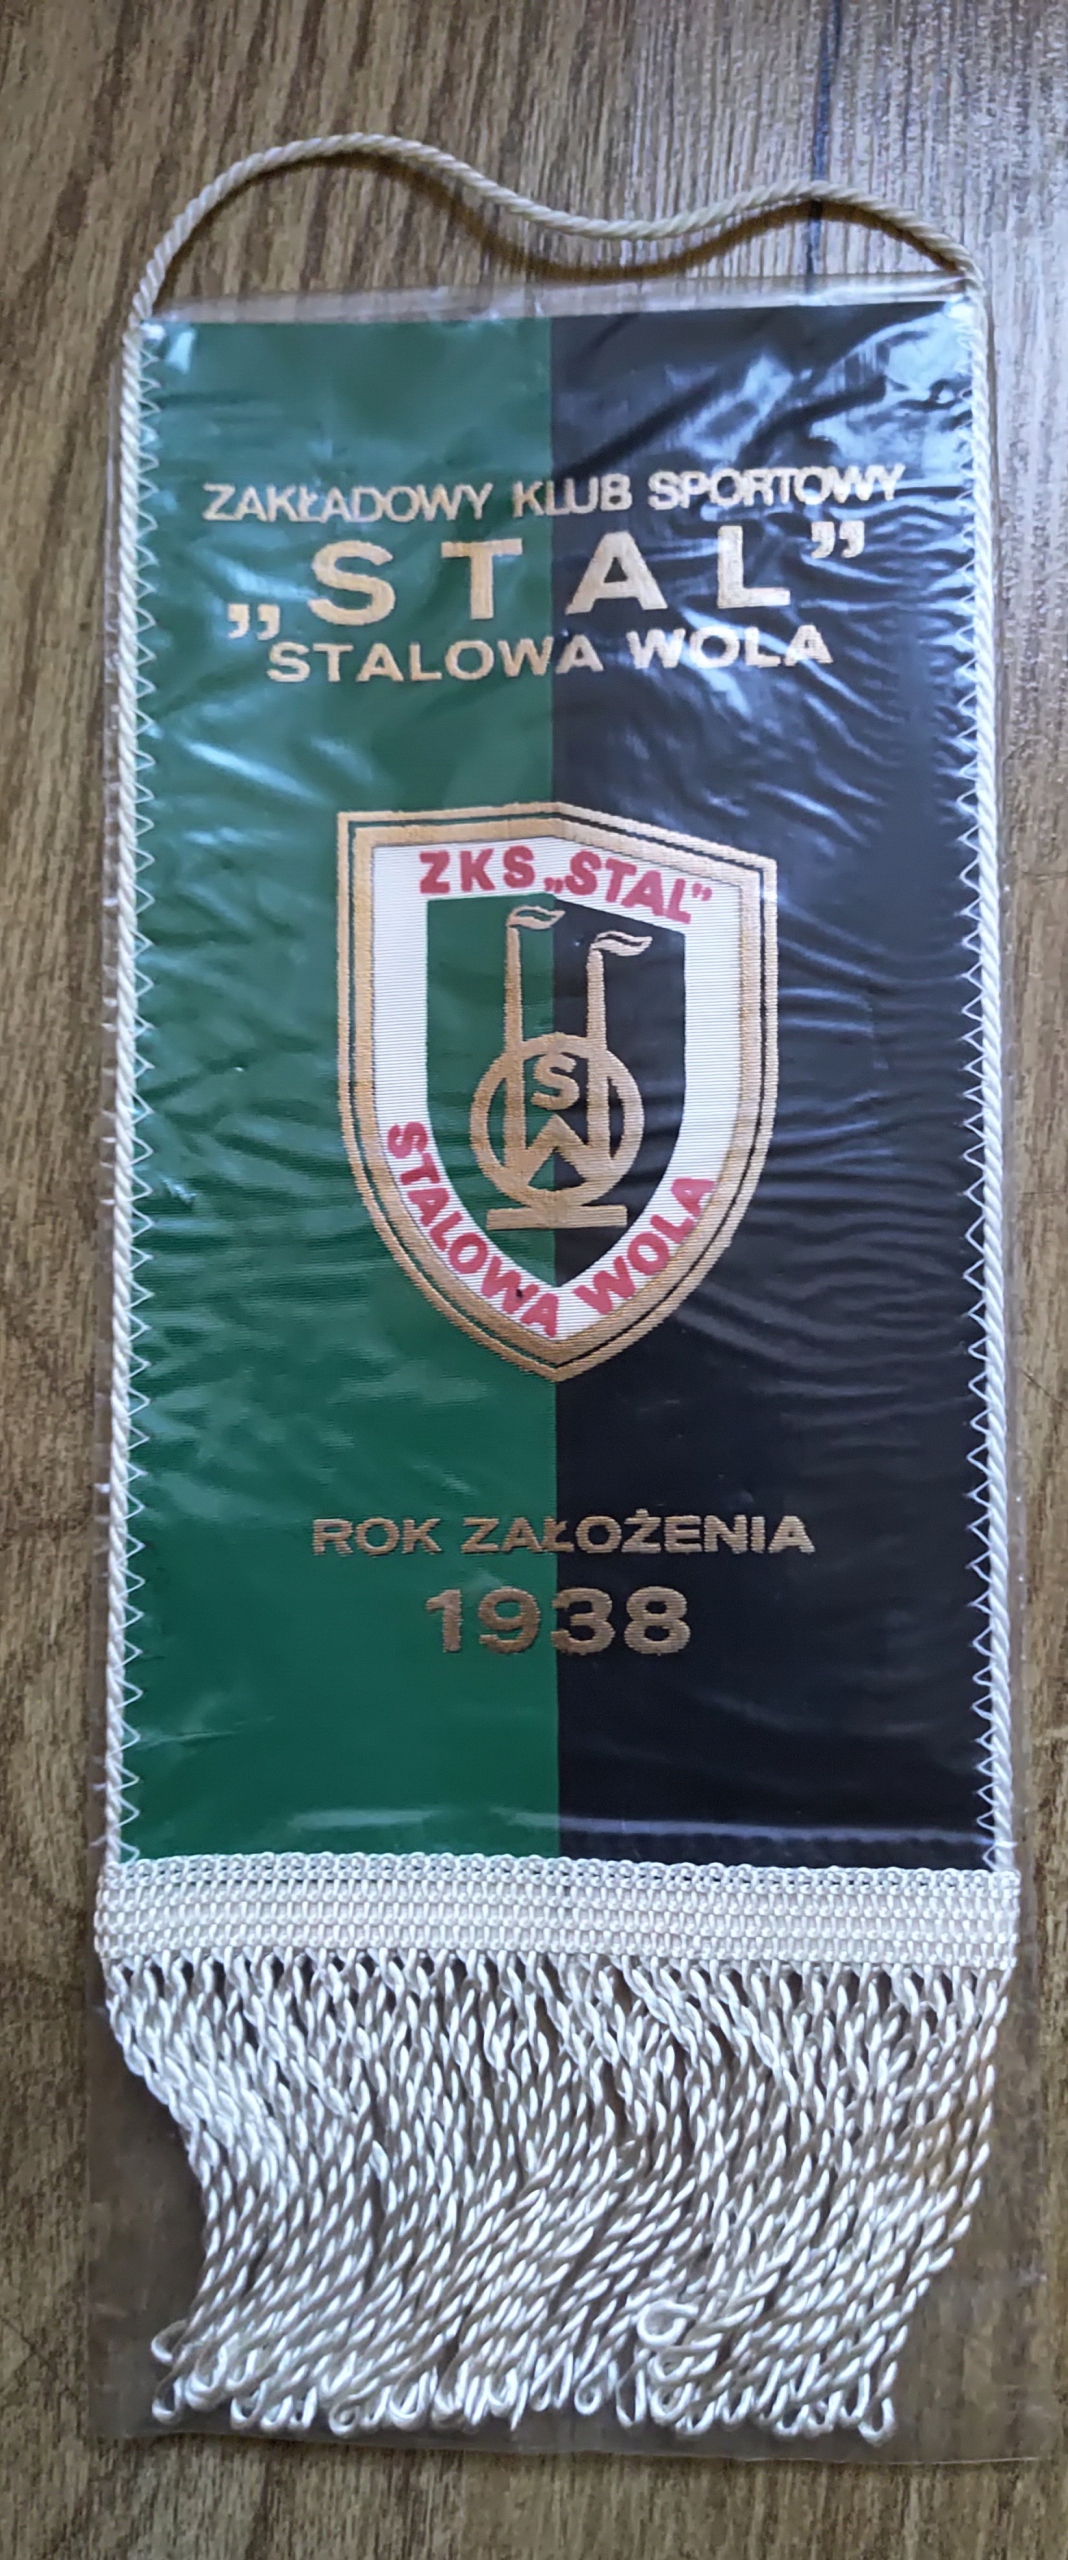 ZAKŁADOWY KLUB SPORTOWY
„STAL”
STALOWA WOLA
ZKS „STAL”
SW
STALOWA WOLA
ROK ZAŁOŻENIA
1938